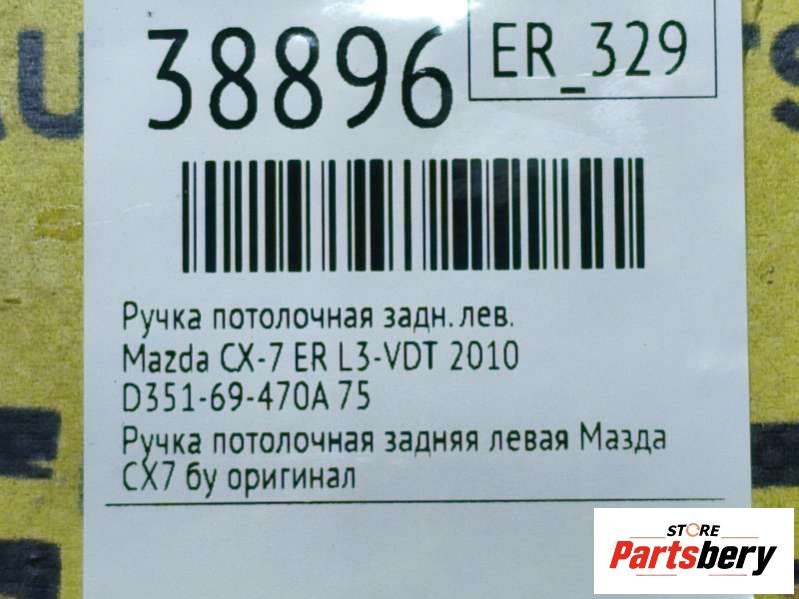 38896
ER_329
Ручка потолочная задн. лев.
Mazda CX-7 ER L3-VDT 2010
D351-69-470A 75
Ручка потолочная задняя левая Мазда
СХ7 бу оригинал
STORE
Partsbery